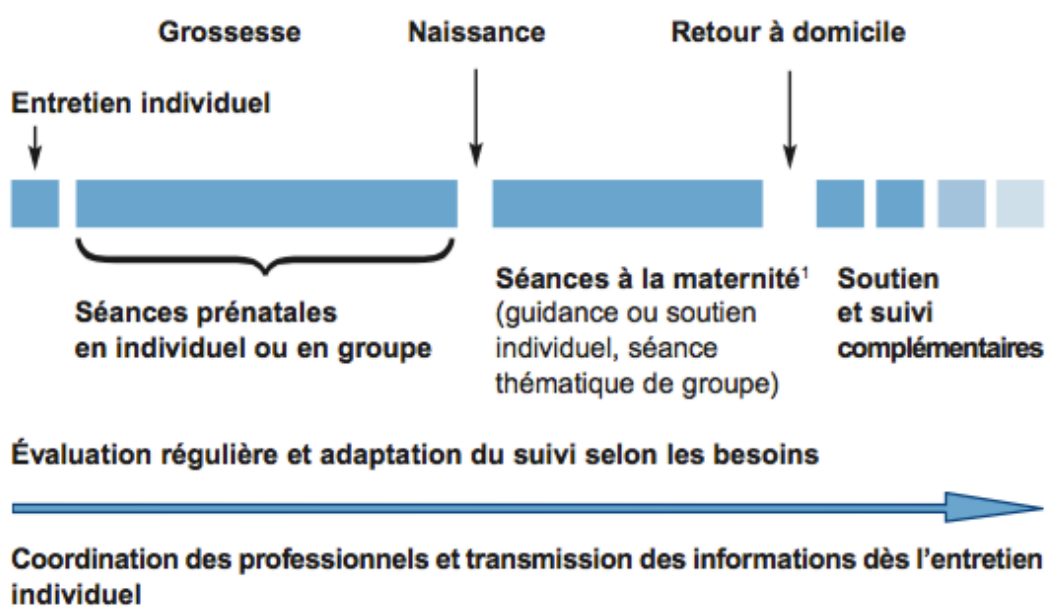 Grossesse Naissance Retour à domicile
Entretien individuel
Séances prénatales
en individuel ou en groupe
Séances à la maternité¹
(guidance ou soutien
individuel, séance
thématique de groupe)
Soutien
et suivi
complémentaires
Évaluation régulière et adaptation du suivi selon les besoins
Coordination des professionnels et transmission des informations dès l’entretien
individuel